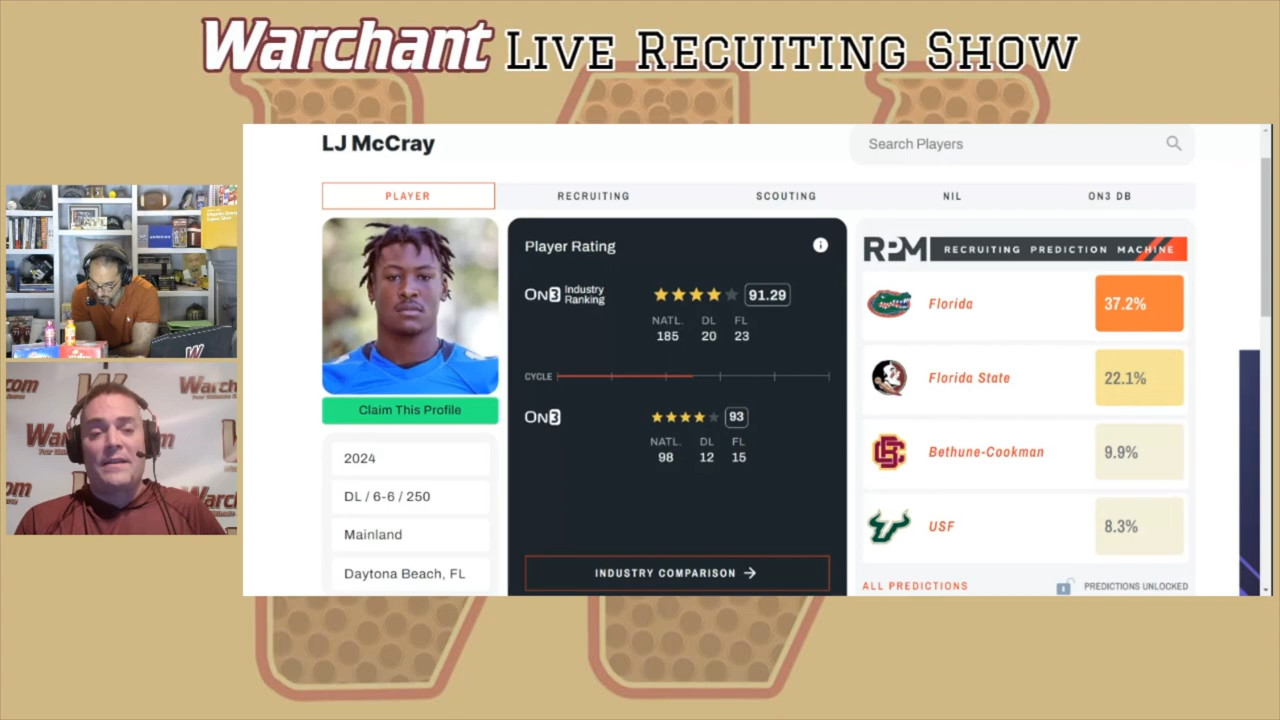 Warchant LIVE RECUITING SHOW
LJ McCray
Search Players
PLAYER
RECRUITING
SCOUTING
NIL
ON3 DB
Claim This Profile
2024
DL / 6-6 / 250
Mainland
Daytona Beach, FL
Player Rating
ON3 Industry Ranking
91.29
NATL. DL FL
185 20 23
CYCLE
ON3
93
NATL. DL FL
98 12 15
INDUSTRY COMPARISON →
RPM RECRUITING PREDICTION MACHINE
Florida 37.2%
Florida State 22.1%
Bethune-Cookman 9.9%
USF 8.3%
ALL PREDICTIONS
PREDICTIONS UNLOCKED